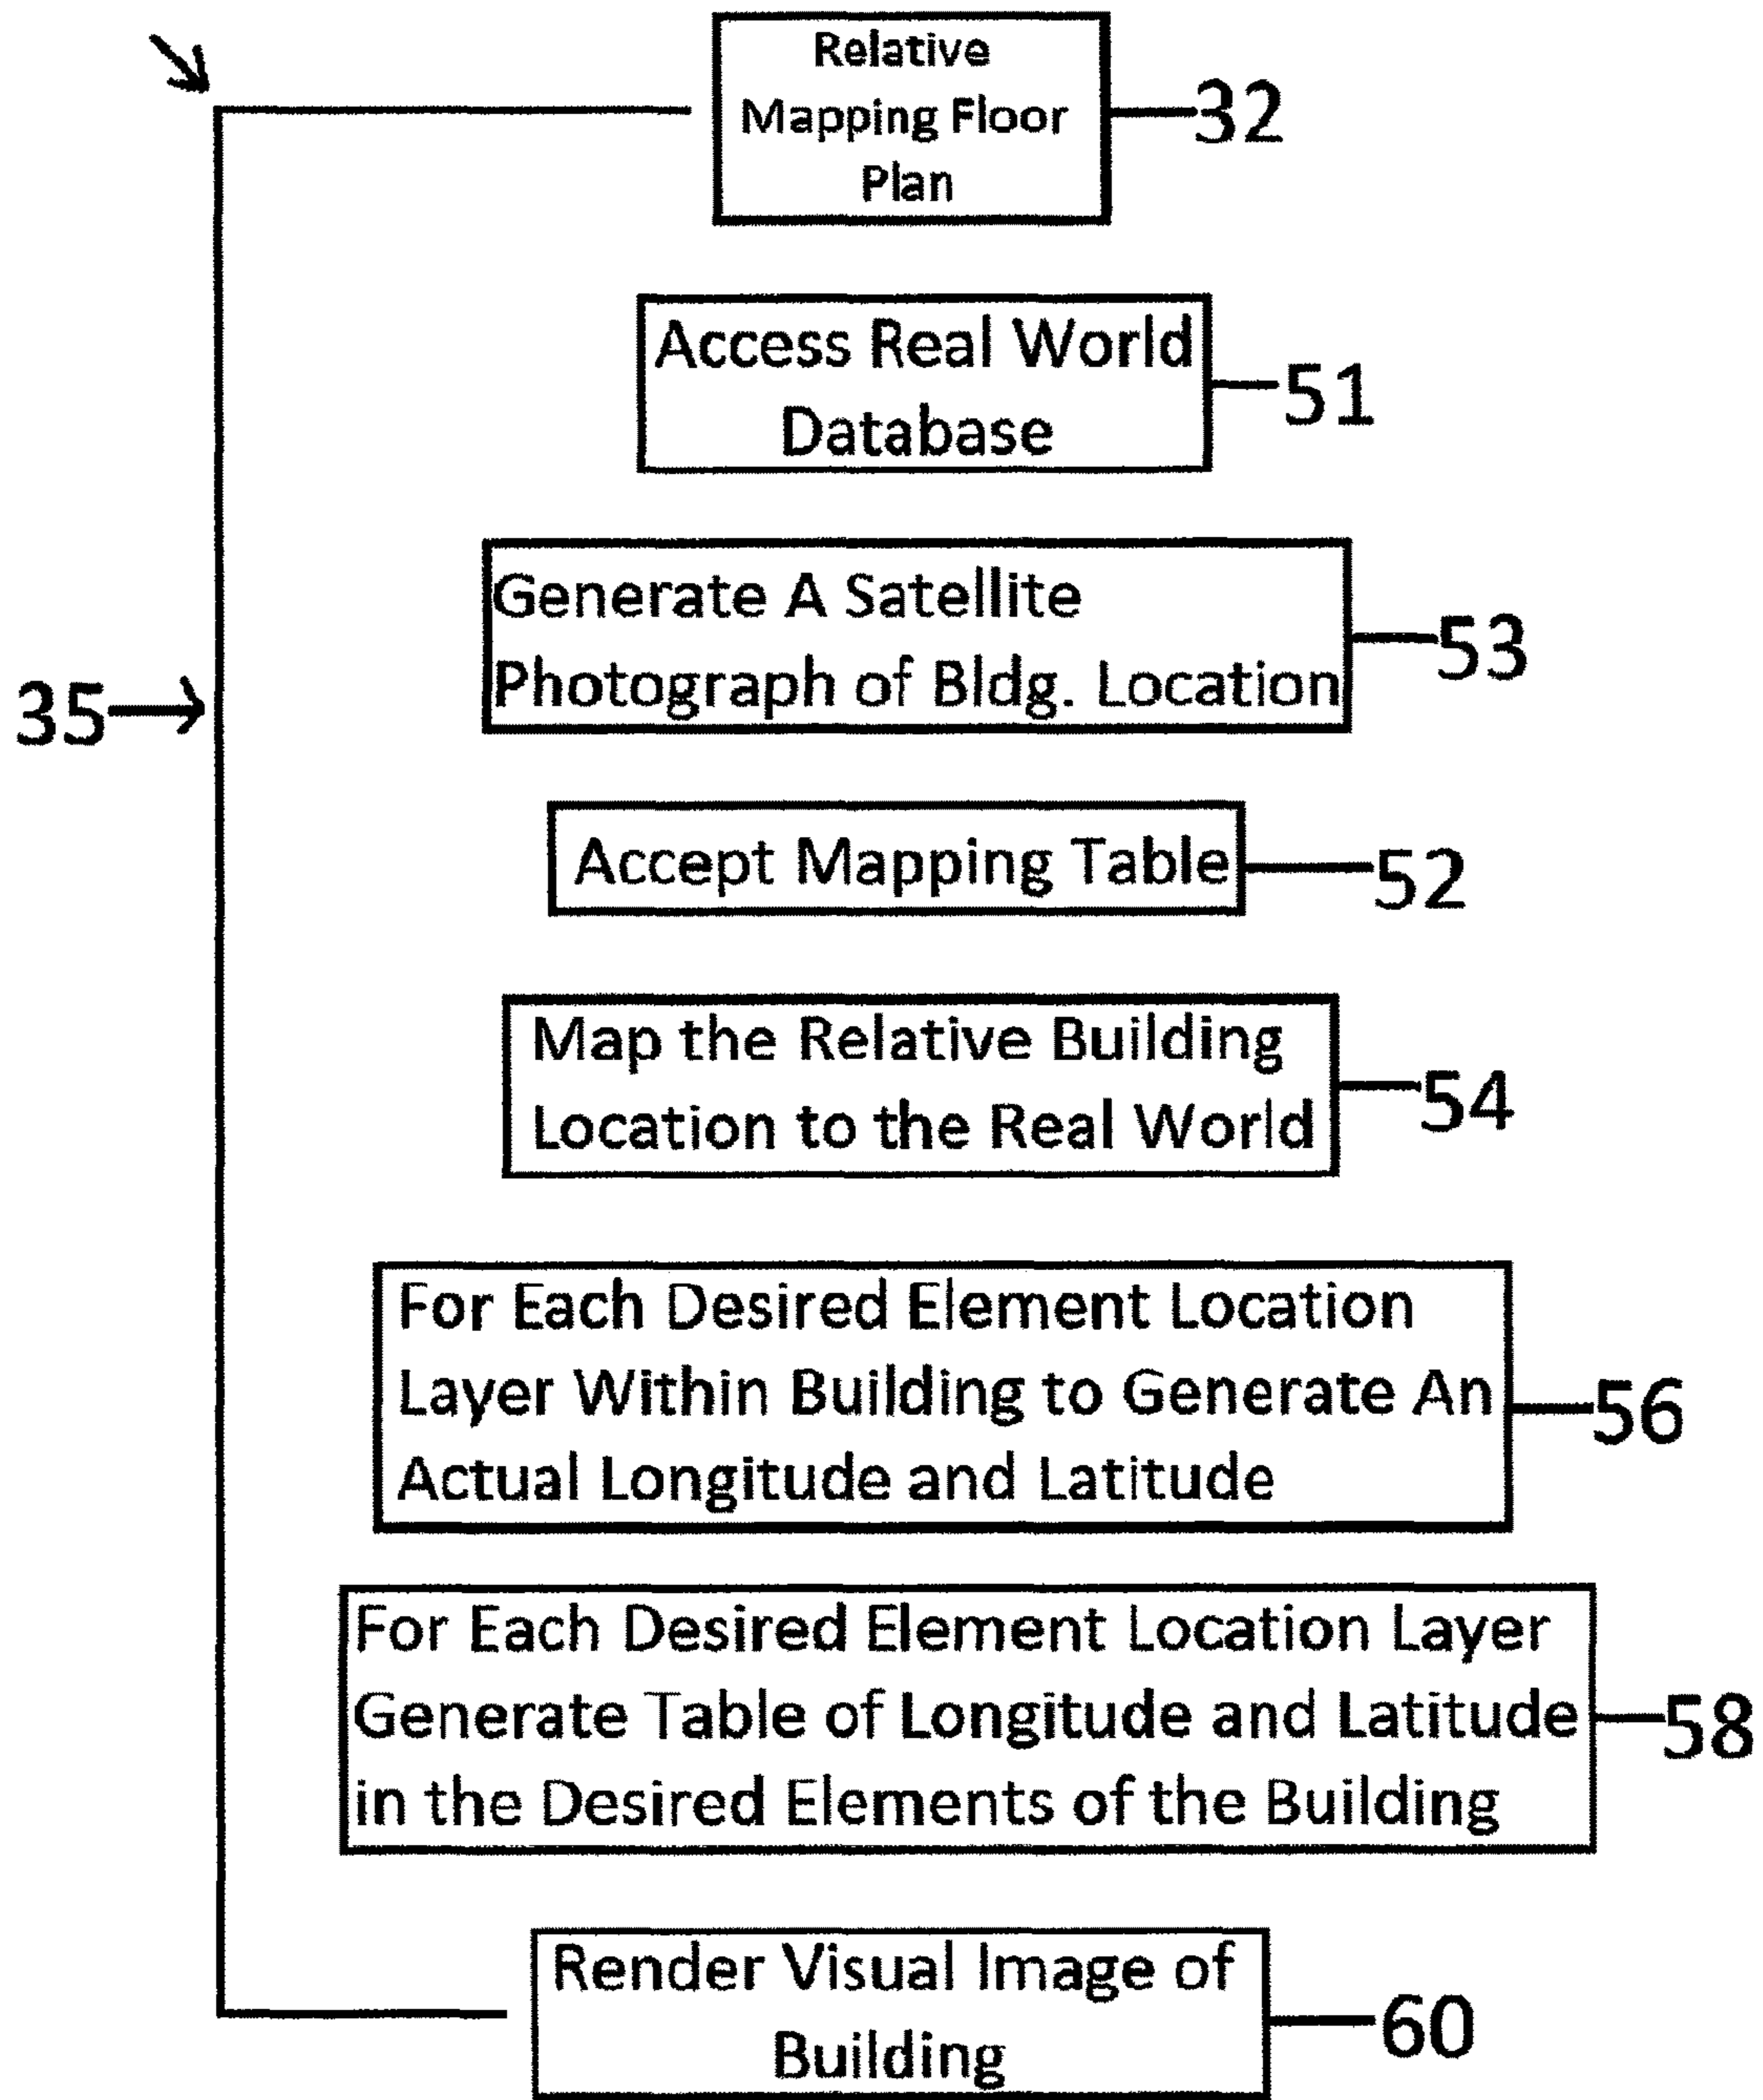 Relative
Mapping Floor
Plan
32
Access Real World
Database
51
Generate A Satellite
Photograph of Bldg. Location
53
35
Accept Mapping Table
52
Map the Relative Building
Location to the Real World
54
For Each Desired Element Location
Layer Within Building to Generate An
Actual Longitude and Latitude
56
For Each Desired Element Location Layer
Generate Table of Longitude and Latitude
in the Desired Elements of the Building
58
Render Visual Image of
Building
60